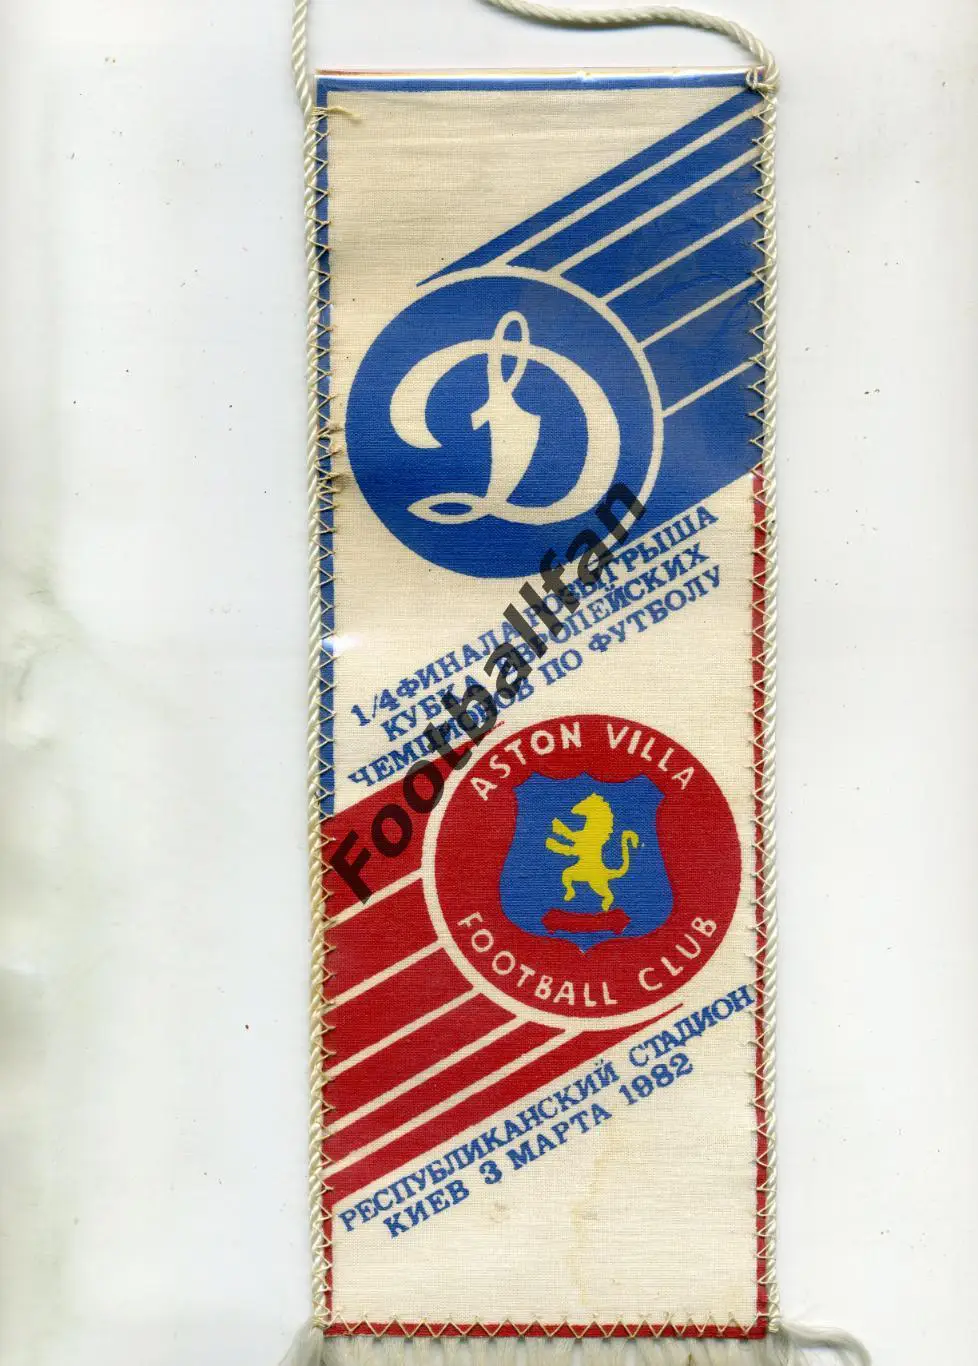 Д
1/4 ФИНАЛА РОЗЫГРЫША
КУБКА ЕВРОПЕЙСКИХ
ЧЕМПИОНОВ ПО ФУТБОЛУ
Footballfan
ASTON VILLA
FOOTBALL CLUB
РЕСПУБЛИКАНСКИЙ СТАДИОН
КИЕВ 3 МАРТА 1982